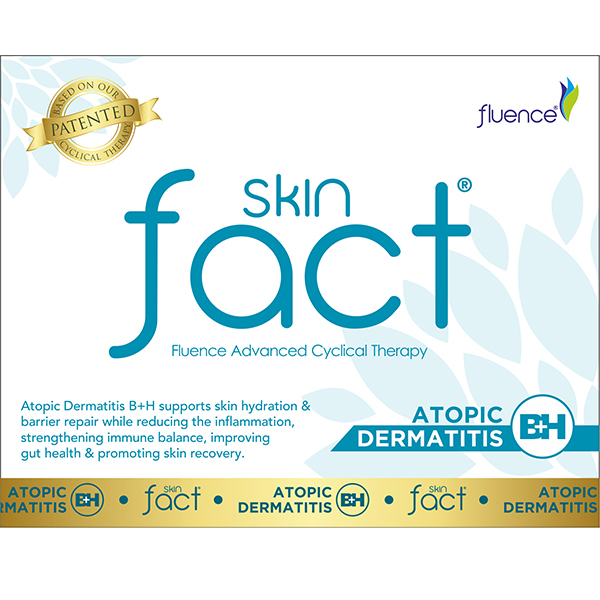 BASED ON OUR
PATENTED
CYCLICAL THERAPY
fluence®
SKIN
fact®
Fluence Advanced Cyclical Therapy
Atopic Dermatitis B+H supports skin hydration &
barrier repair while reducing the inflammation,
strengthening immune balance, improving
gut health & promoting skin recovery.
ATOPIC
DERMATITIS
B+H
ATOPIC
RMATITIS
B+H
SKIN
fact®
ATOPIC
DERMATITIS
B+H
SKIN
fact®
ATOPIC
DERMATITIS